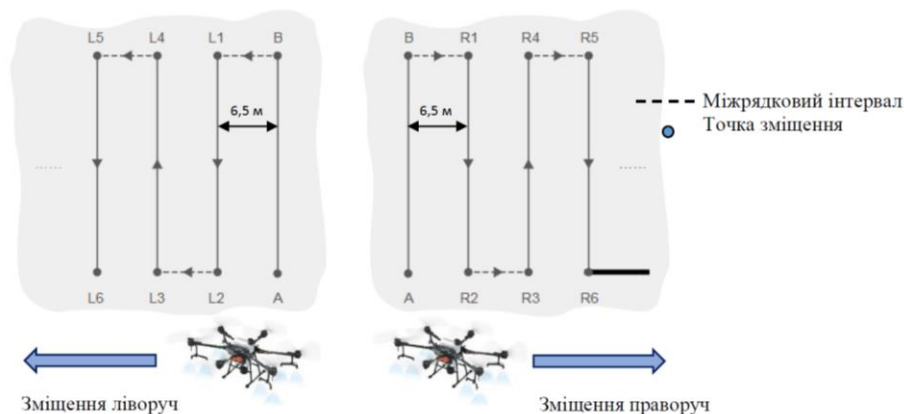 L5 L4 L1 B
6,5 м
L6 L3 L2 A
B R1 R4 R5
6,5 м
A R2 R3 R6
Міжрядковий інтервал
Точка зміщення
Зміщення ліворуч
Зміщення праворуч